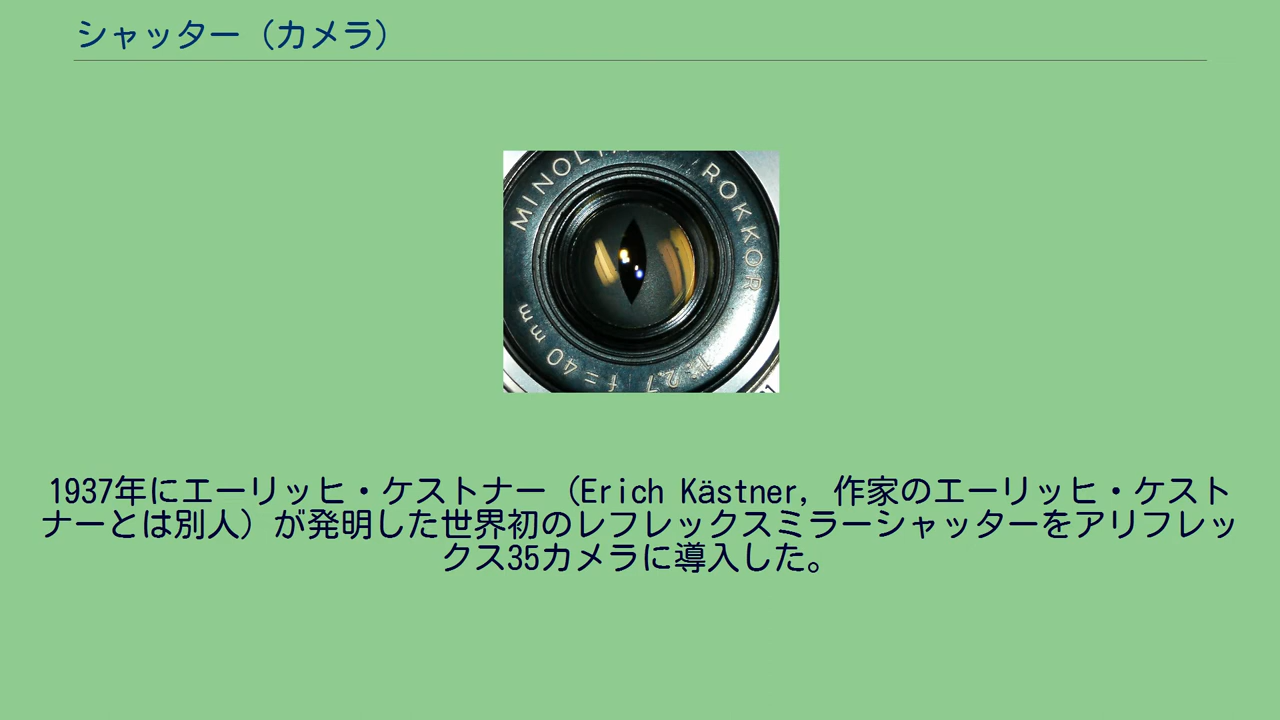 シャッター（カメラ）
MINOLTA ROKKOR
1:2.7 f=40mm
1937年にエーリッヒ・ケストナー（Erich Kästner, 作家のエーリッヒ・ケスト
ナーとは別人）が発明した世界初のレフレックスミラーシャッターをアリフレッ
クス35カメラに導入した。